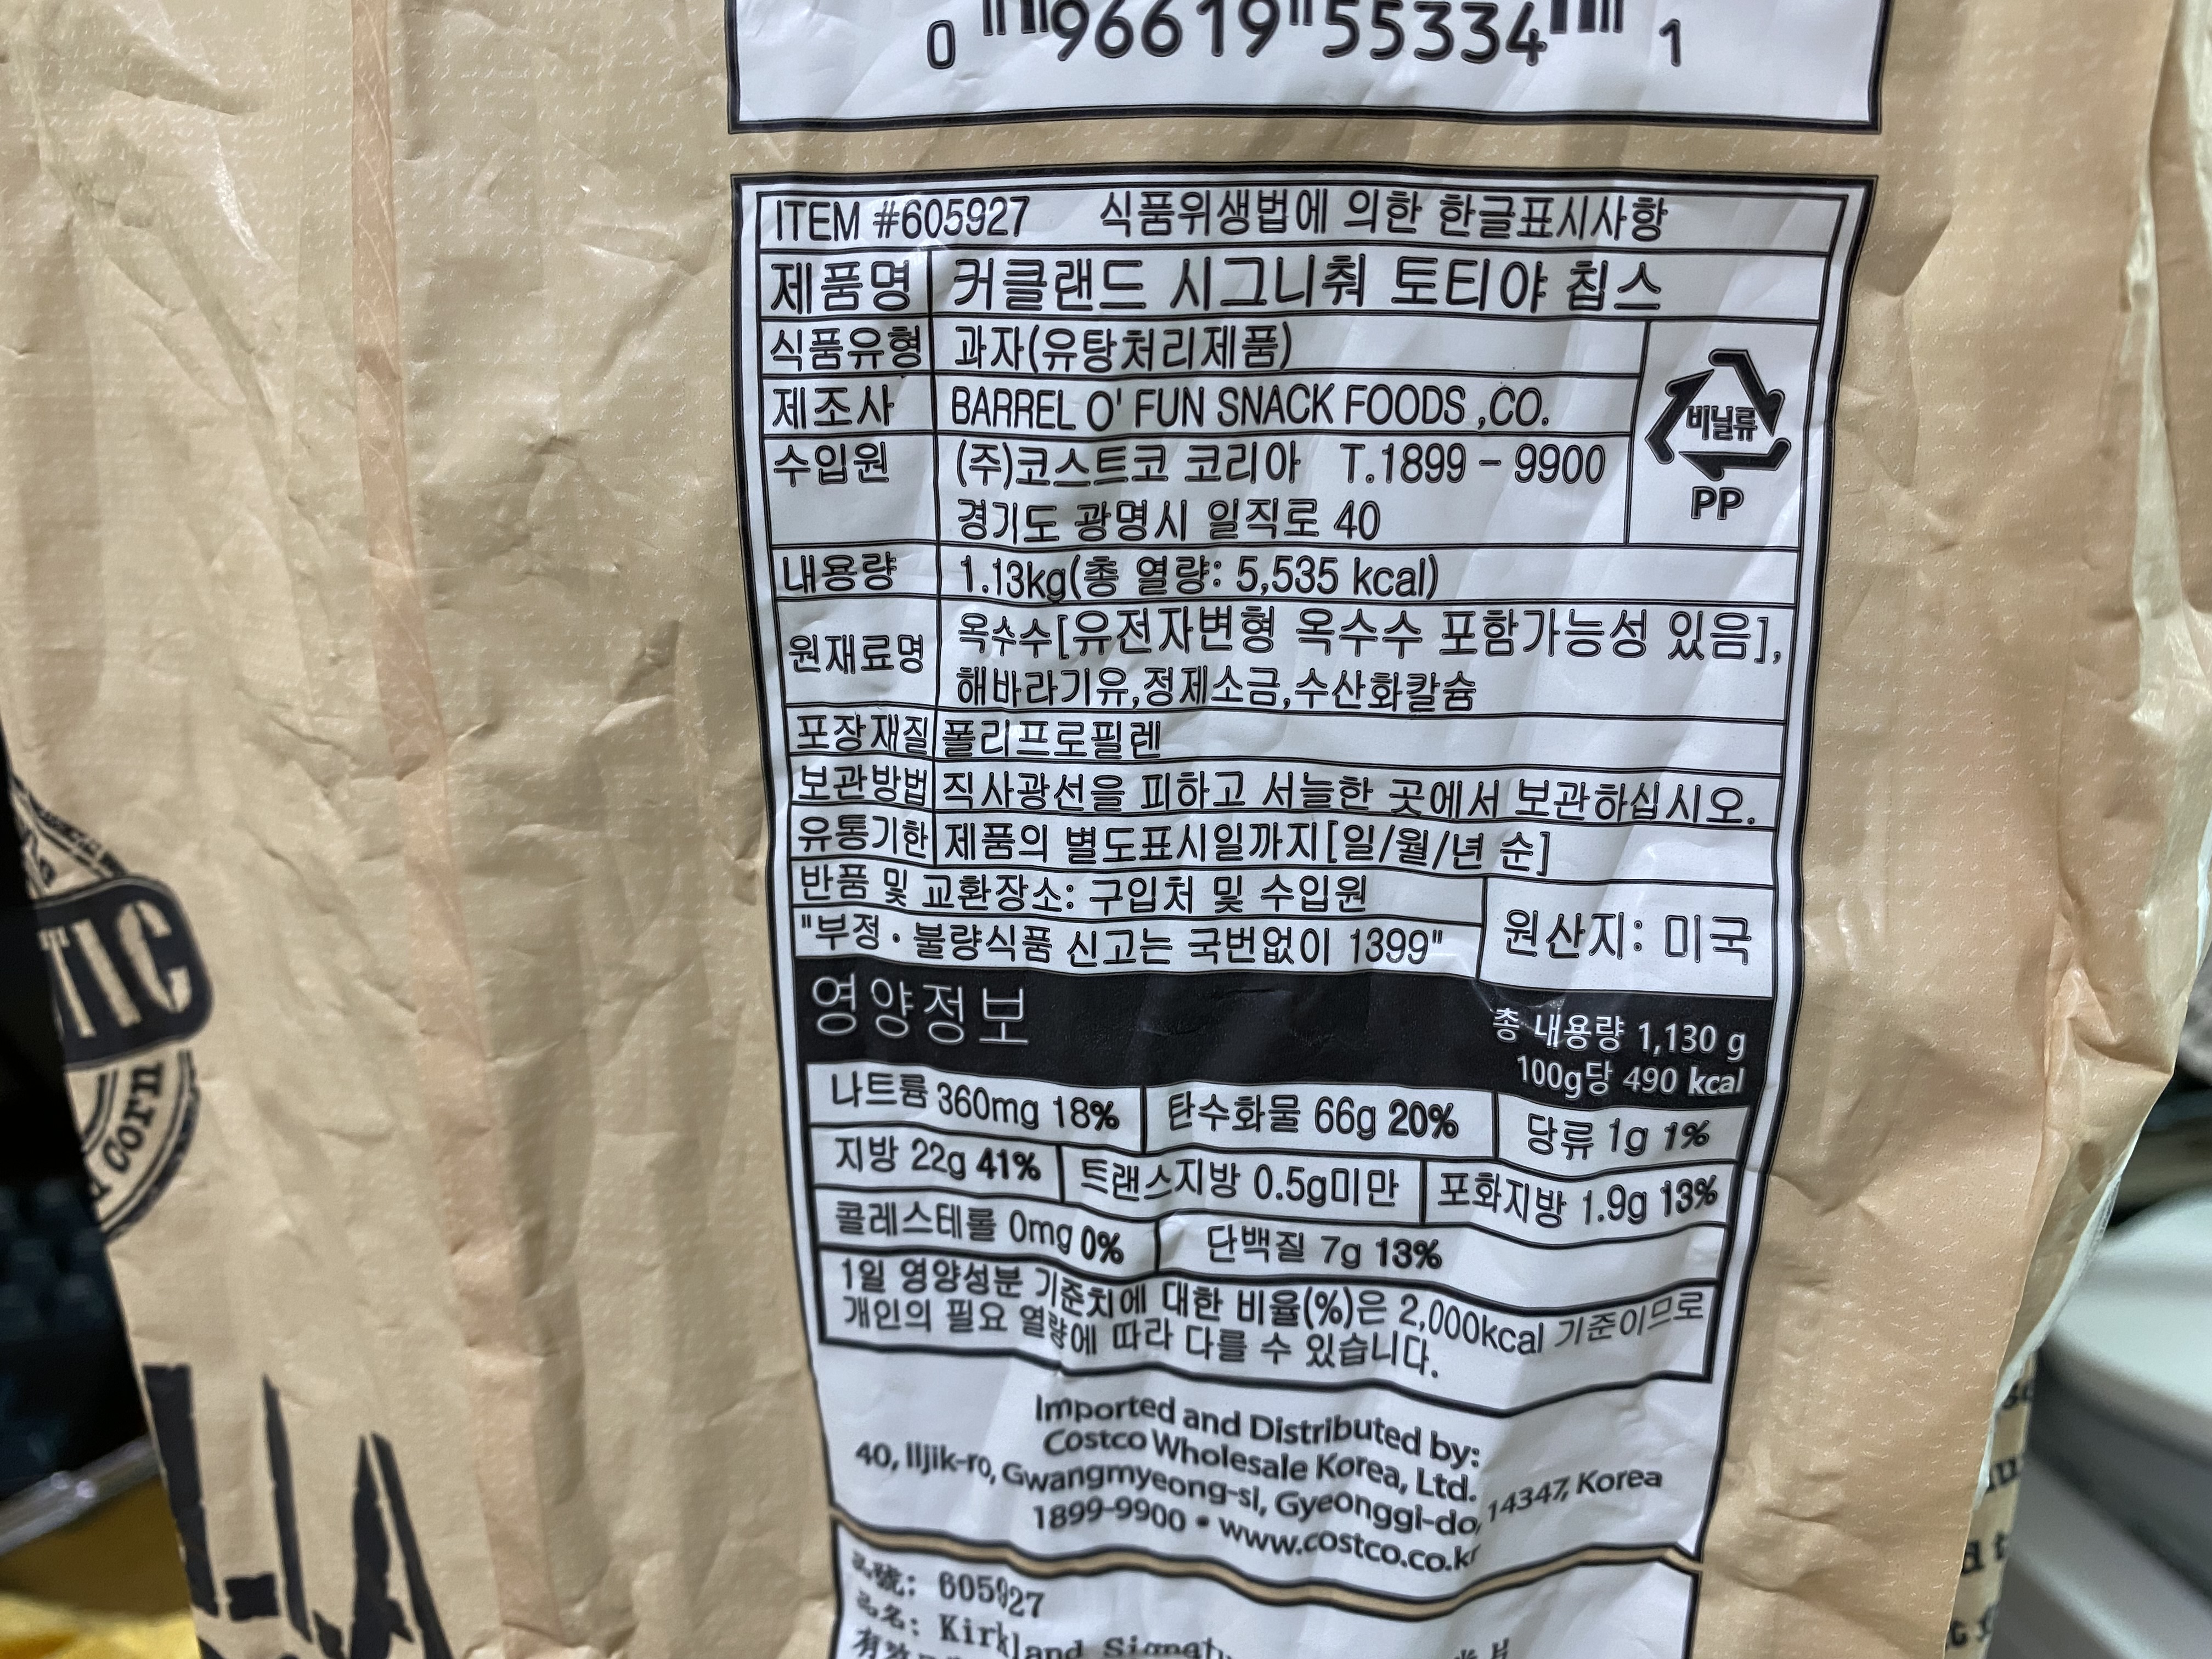 0 96619 55334 1
ITEM #605927 식품위생법에 의한 한글표시사항
제품명 커클랜드 시그니춰 토티야 칩스
식품유형 과자(유탕처리제품)
제조사 BARREL O' FUN SNACK FOODS ,CO.
비닐류
PP
수입원 (주)코스트코 코리아 T.1899 - 9900
경기도 광명시 일직로 40
내용량 1.13kg(총 열량: 5,535 kcal)
원재료명 옥수수[유전자변형 옥수수 포함가능성 있음],
해바라기유,정제소금,수산화칼슘
포장재질 폴리프로필렌
보관방법 직사광선을 피하고 서늘한 곳에서 보관하십시오.
유통기한 제품의 별도표시일까지[일/월/년 순]
반품 및 교환장소: 구입처 및 수입원
"부정·불량식품 신고는 국번없이 1399"
원산지: 미국
영양정보
총 내용량 1,130 g
100g당 490 kcal
나트륨 360mg 18% 탄수화물 66g 20% 당류 1g 1%
지방 22g 41% 트랜스지방 0.5g미만 포화지방 1.9g 13%
콜레스테롤 0mg 0% 단백질 7g 13%
1일 영양성분 기준치에 대한 비율(%)은 2,000kcal 기준이므로
개인의 필요 열량에 따라 다를 수 있습니다.
Imported and Distributed by:
Costco Wholesale Korea, Ltd.
40, Iljik-ro, Gwangmyeong-si, Gyeonggi-do, 14347, Korea
1899-9900 • www.costco.co.kr
605927
品名: Kirkland
TIC
Corn